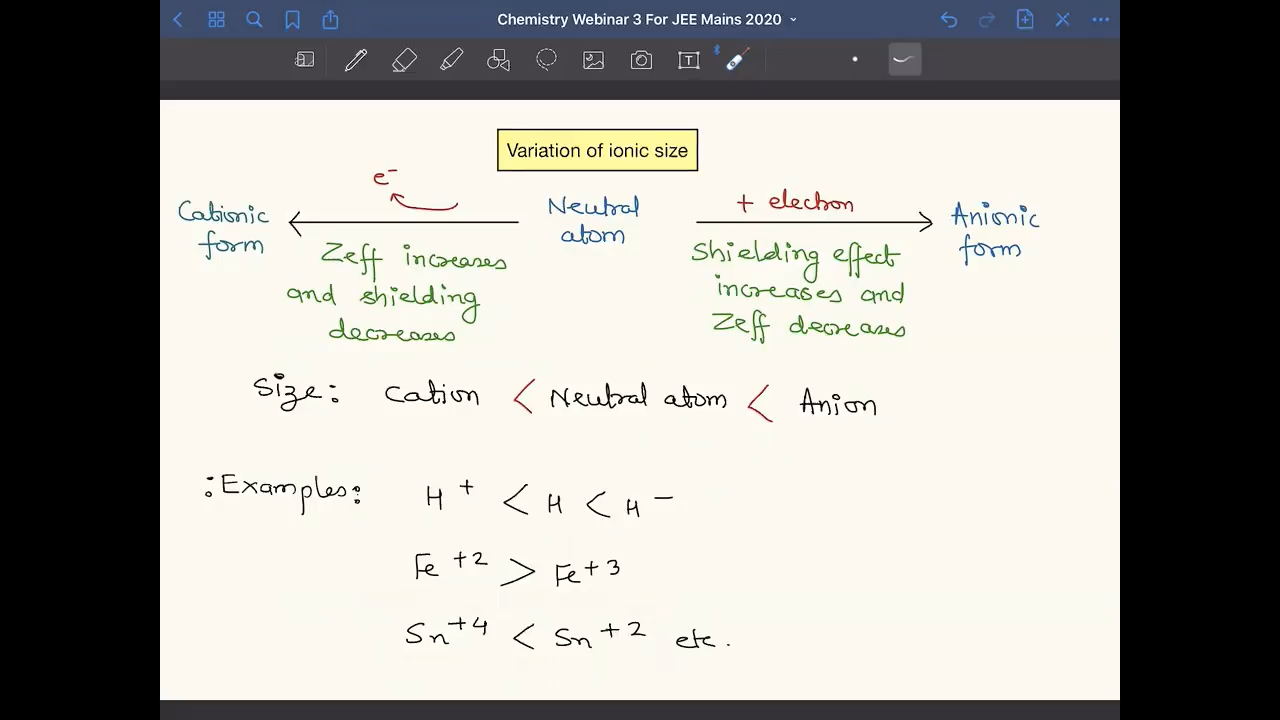 Chemistry Webinar 3 For JEE Mains 2020
T
Variation of ionic size
e⁻
+ electron
Cationic form
Neutral atom
Anionic form
Zeff increases
and shielding
decreases
Shielding effect
increases and
Zeff decreases
Size: Cation < Neutral atom < Anion
:Examples: H⁺ < H < H⁻
Fe⁺² > Fe⁺³
Sn⁺⁴ < Sn⁺² etc.